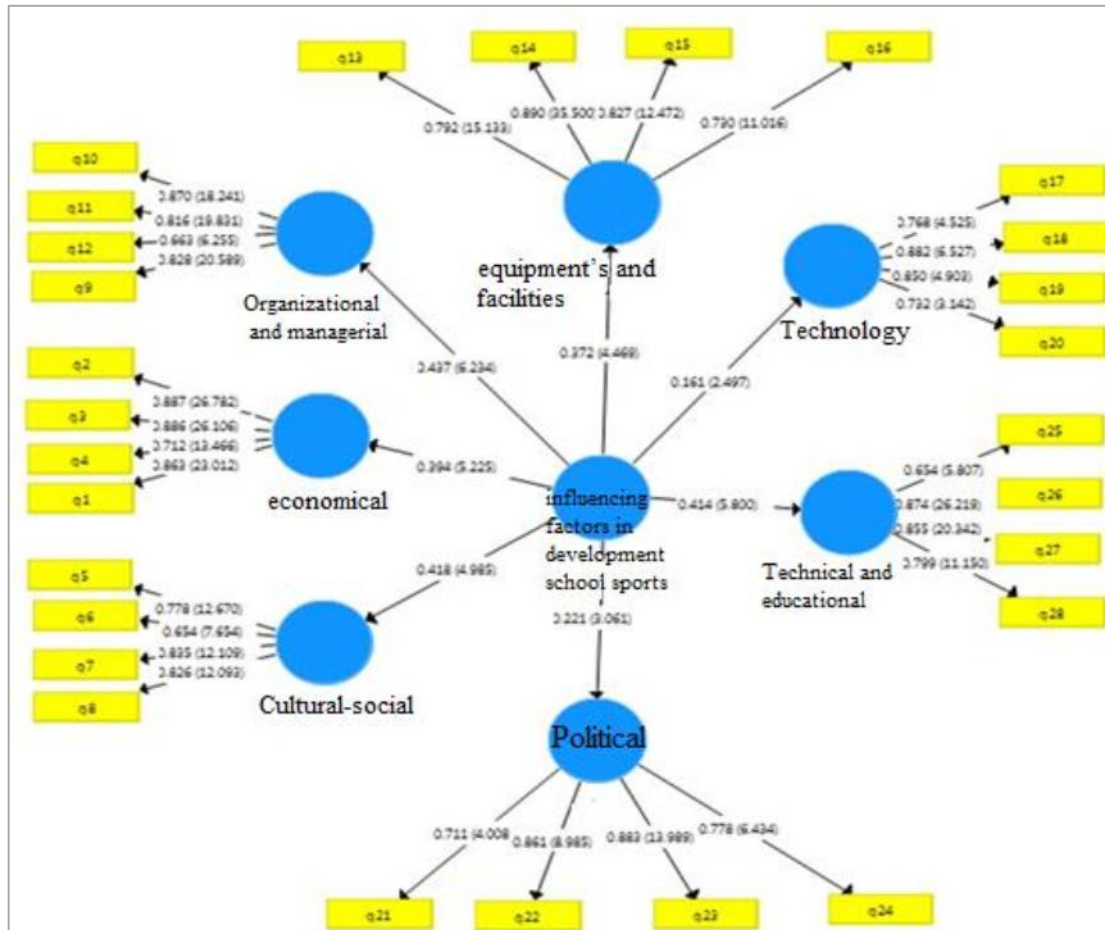 q13
q14
q15
q16
0.792 (15.133)
0.890 (35.500)
0.827 (12.472)
0.730 (11.016)
q10
q11
q12
q9
0.870 (18.241)
0.816 (19.831)
0.663 (6.255)
0.828 (20.589)
Organizational
and managerial
equipment's and
facilities
q17
q18
q19
q20
0.768 (4.525)
0.882 (6.527)
0.850 (4.903)
0.732 (3.142)
Technology
0.437 (6.234)
0.372 (4.469)
0.161 (2.497)
q2
q3
q4
q1
0.887 (26.782)
0.886 (26.106)
0.712 (13.466)
0.863 (23.012)
economical
0.394 (5.225)
influencing
factors in
development
school sports
0.414 (5.800)
q25
q26
q27
q28
0.654 (5.807)
0.874 (26.219)
0.855 (20.342)
0.799 (11.150)
Technical and
educational
q5
q6
q7
q8
0.778 (12.670)
0.654 (7.654)
0.835 (12.109)
0.826 (12.093)
Cultural-social
0.418 (4.985)
0.221 (3.061)
Political
0.711 (4.008
0.861 (8.985)
0.883 (13.989)
0.778 (6.434)
q21
q22
q23
q24